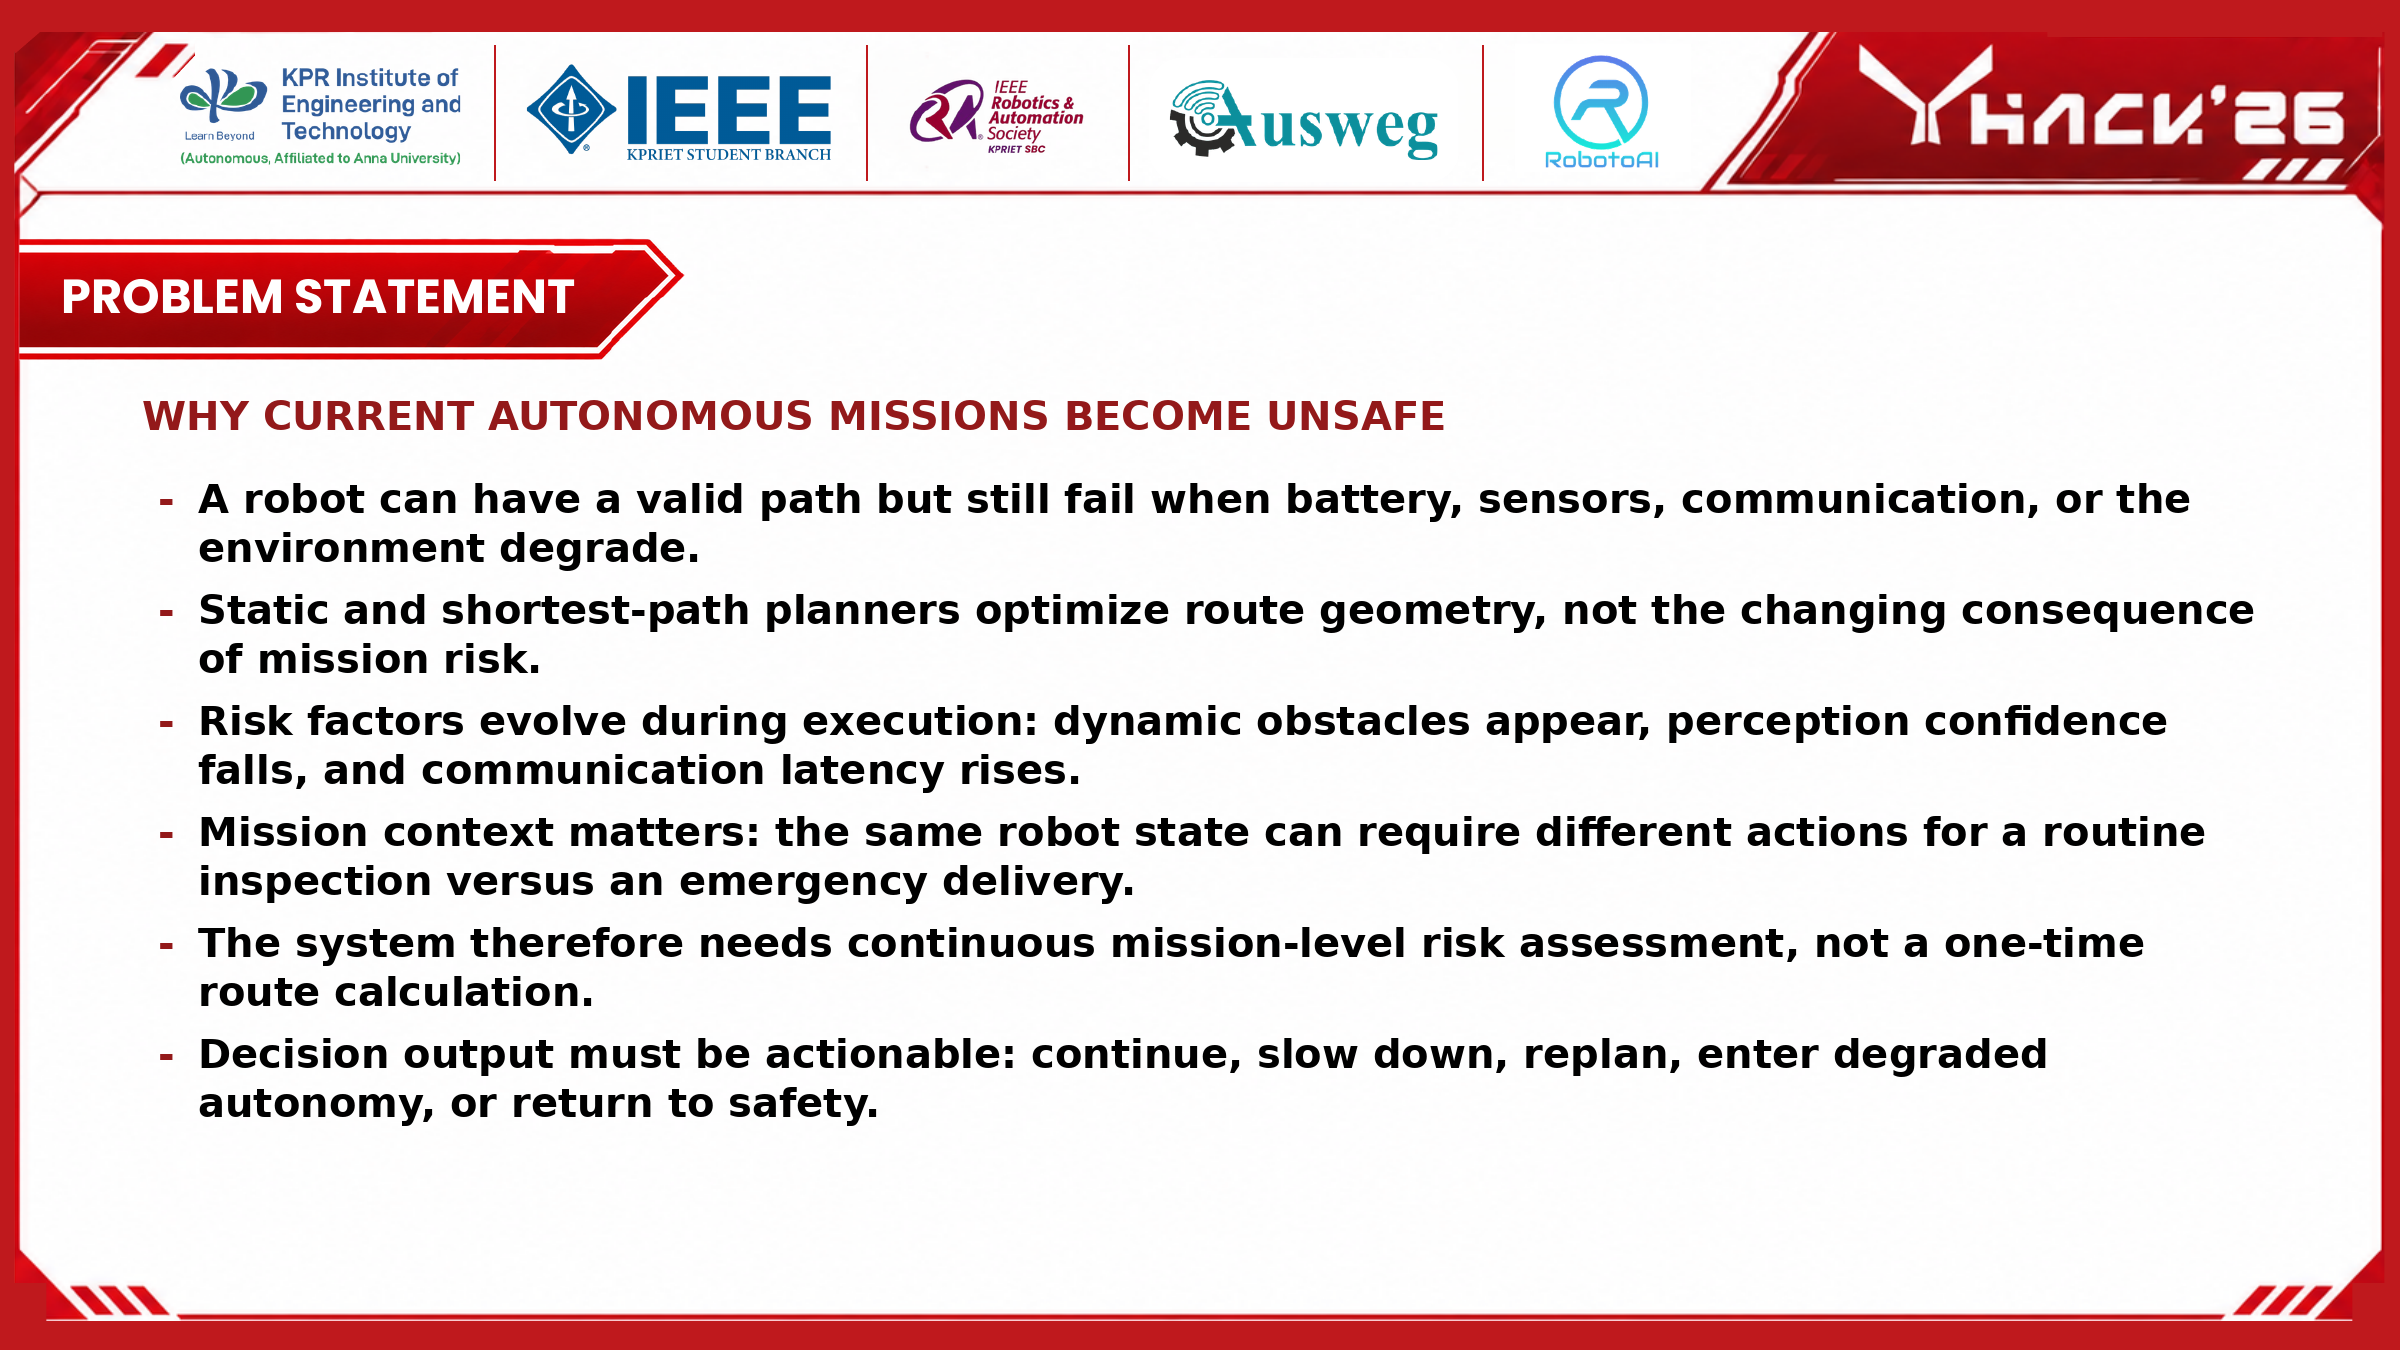 KPR Institute of
Engineering and
Technology
Learn Beyond
(Autonomous, Affiliated to Anna University)
IEEE
KPRIET STUDENT BRANCH
IEEE
Robotics &
Automation
Society
KPRIET SBC
Ausweg
RobotoAI
YHACK'26
PROBLEM STATEMENT
WHY CURRENT AUTONOMOUS MISSIONS BECOME UNSAFE
- A robot can have a valid path but still fail when battery, sensors, communication, or the
environment degrade.
- Static and shortest-path planners optimize route geometry, not the changing consequence
of mission risk.
- Risk factors evolve during execution: dynamic obstacles appear, perception confidence
falls, and communication latency rises.
- Mission context matters: the same robot state can require different actions for a routine
inspection versus an emergency delivery.
- The system therefore needs continuous mission-level risk assessment, not a one-time
route calculation.
- Decision output must be actionable: continue, slow down, replan, enter degraded
autonomy, or return to safety.